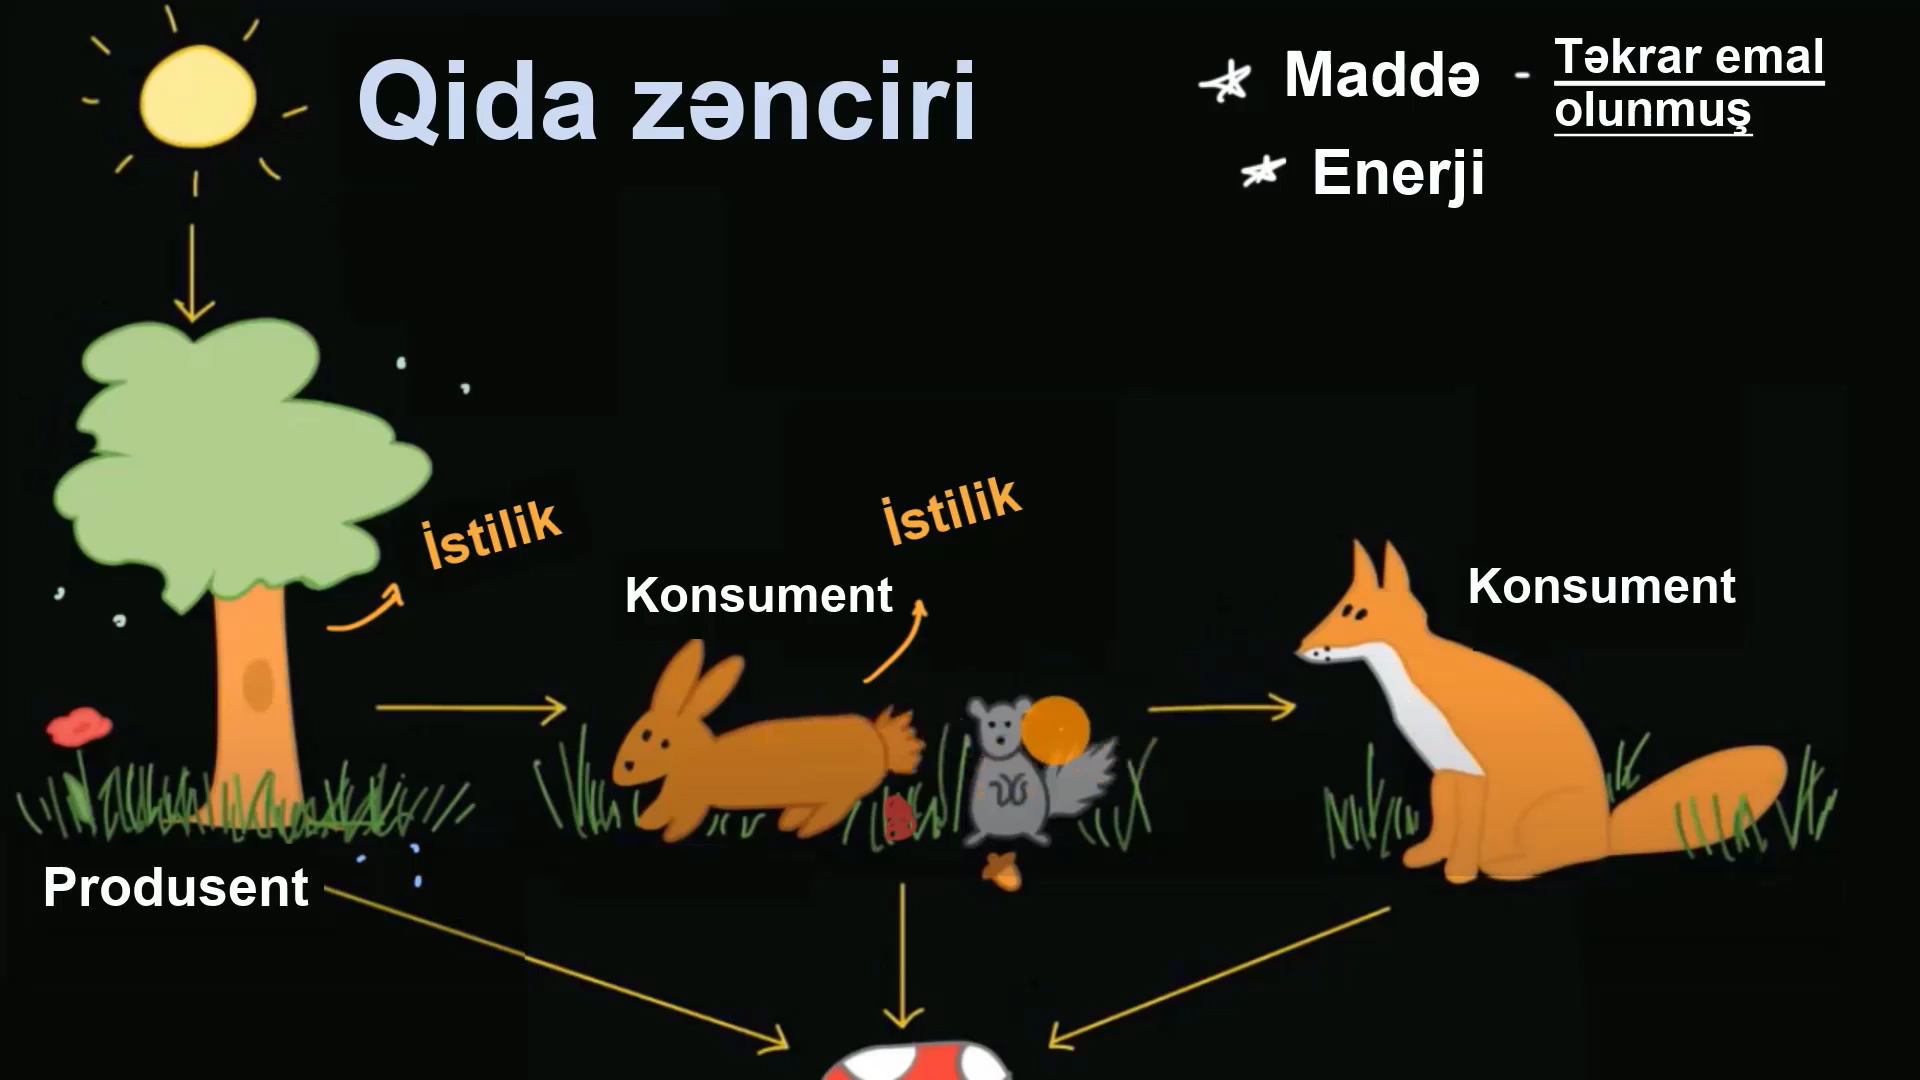 Qida zənciri
Maddə - Təkrar emal
olunmuş
Enerji
İstilik
İstilik
Konsument
Konsument
Produsent